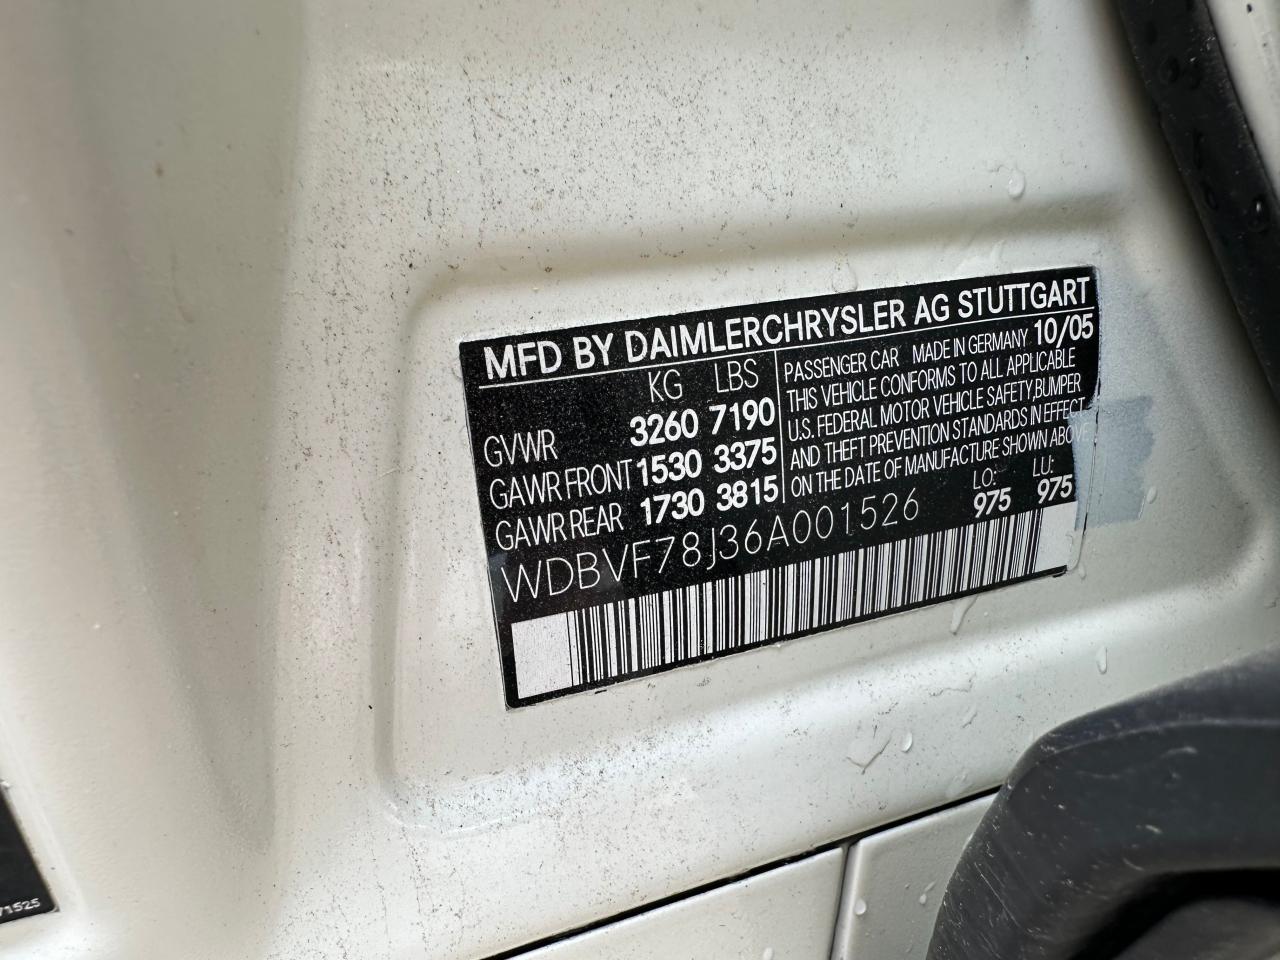 MFD BY DAIMLERCHRYSLER AG STUTTGART
KG LBS
GVWR 3260 7190
GAWR FRONT 1530 3375
GAWR REAR 1730 3815
PASSENGER CAR MADE IN GERMANY 10/05
THIS VEHICLE CONFORMS TO ALL APPLICABLE
U.S. FEDERAL MOTOR VEHICLE SAFETY, BUMPER
AND THEFT PREVENTION STANDARDS IN EFFECT
ON THE DATE OF MANUFACTURE SHOWN ABOVE
LO: LU:
975 975
WDBVF78J36A001526